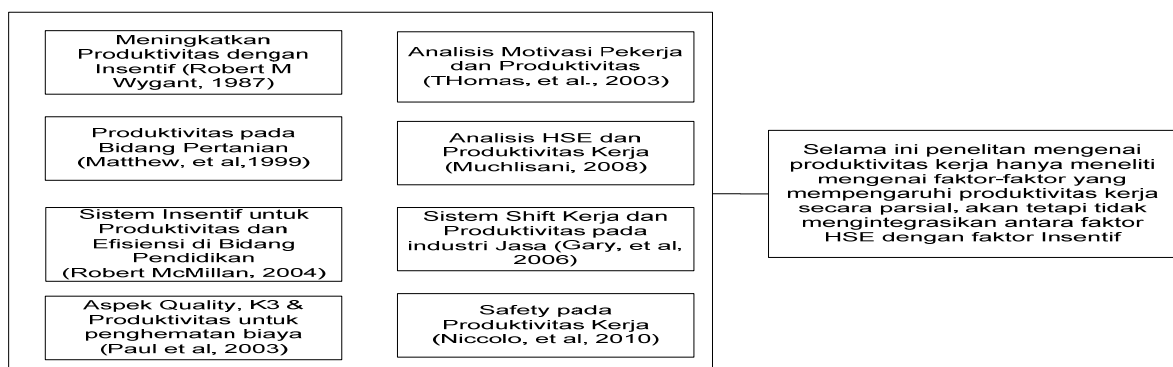 Meningkatkan
Produktivitas dengan
Insentif (Robert M
Wygant, 1987)
Produktivitas pada
Bidang Pertanian
(Matthew, et al,1999)
Sistem Insentif untuk
Produktivitas dan
Efisiensi di Bidang
Pendidikan
(Robert McMillan, 2004)
Aspek Quality, K3 &
Produktivitas untuk
penghematan biaya
(Paul et al, 2003)
Analisis Motivasi Pekerja
dan Produktivitas
(THomas, et al., 2003)
Analisis HSE dan
Produktivitas Kerja
(Muchlisani, 2008)
Sistem Shift Kerja dan
Produktivitas pada
industri Jasa (Gary, et al,
2006)
Safety pada
Produktivitas Kerja
(Niccolo, et al, 2010)
Selama ini penelitan mengenai
produktivitas kerja hanya meneliti
mengenai faktor-faktor yang
mempengaruhi produktivitas kerja
secara parsial, akan tetapi tidak
mengintegrasikan antara faktor
HSE dengan faktor Insentif